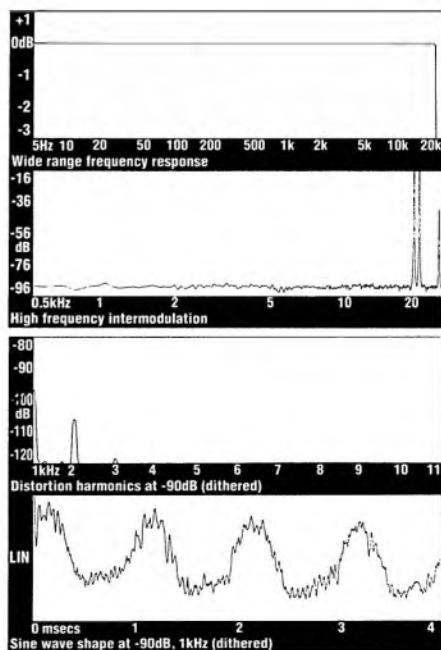 +1
0dB
-1
-2
-3
5Hz 10 20 50 100 200 500 1k 2k 5k 10k 20k
Wide range frequency response
-16
-36
-56
dB
-76
-96
0.5kHz 1 2 5 10 20
High frequency intermodulation
-80
-90
-100
dB
-110
-120
1kHz 2 3 4 5 6 7 8 9 10 11
Distortion harmonics at -90dB (dithered)
LIN
0 msecs 1 2 3 4
Sine wave shape at -90dB, 1kHz (dithered)